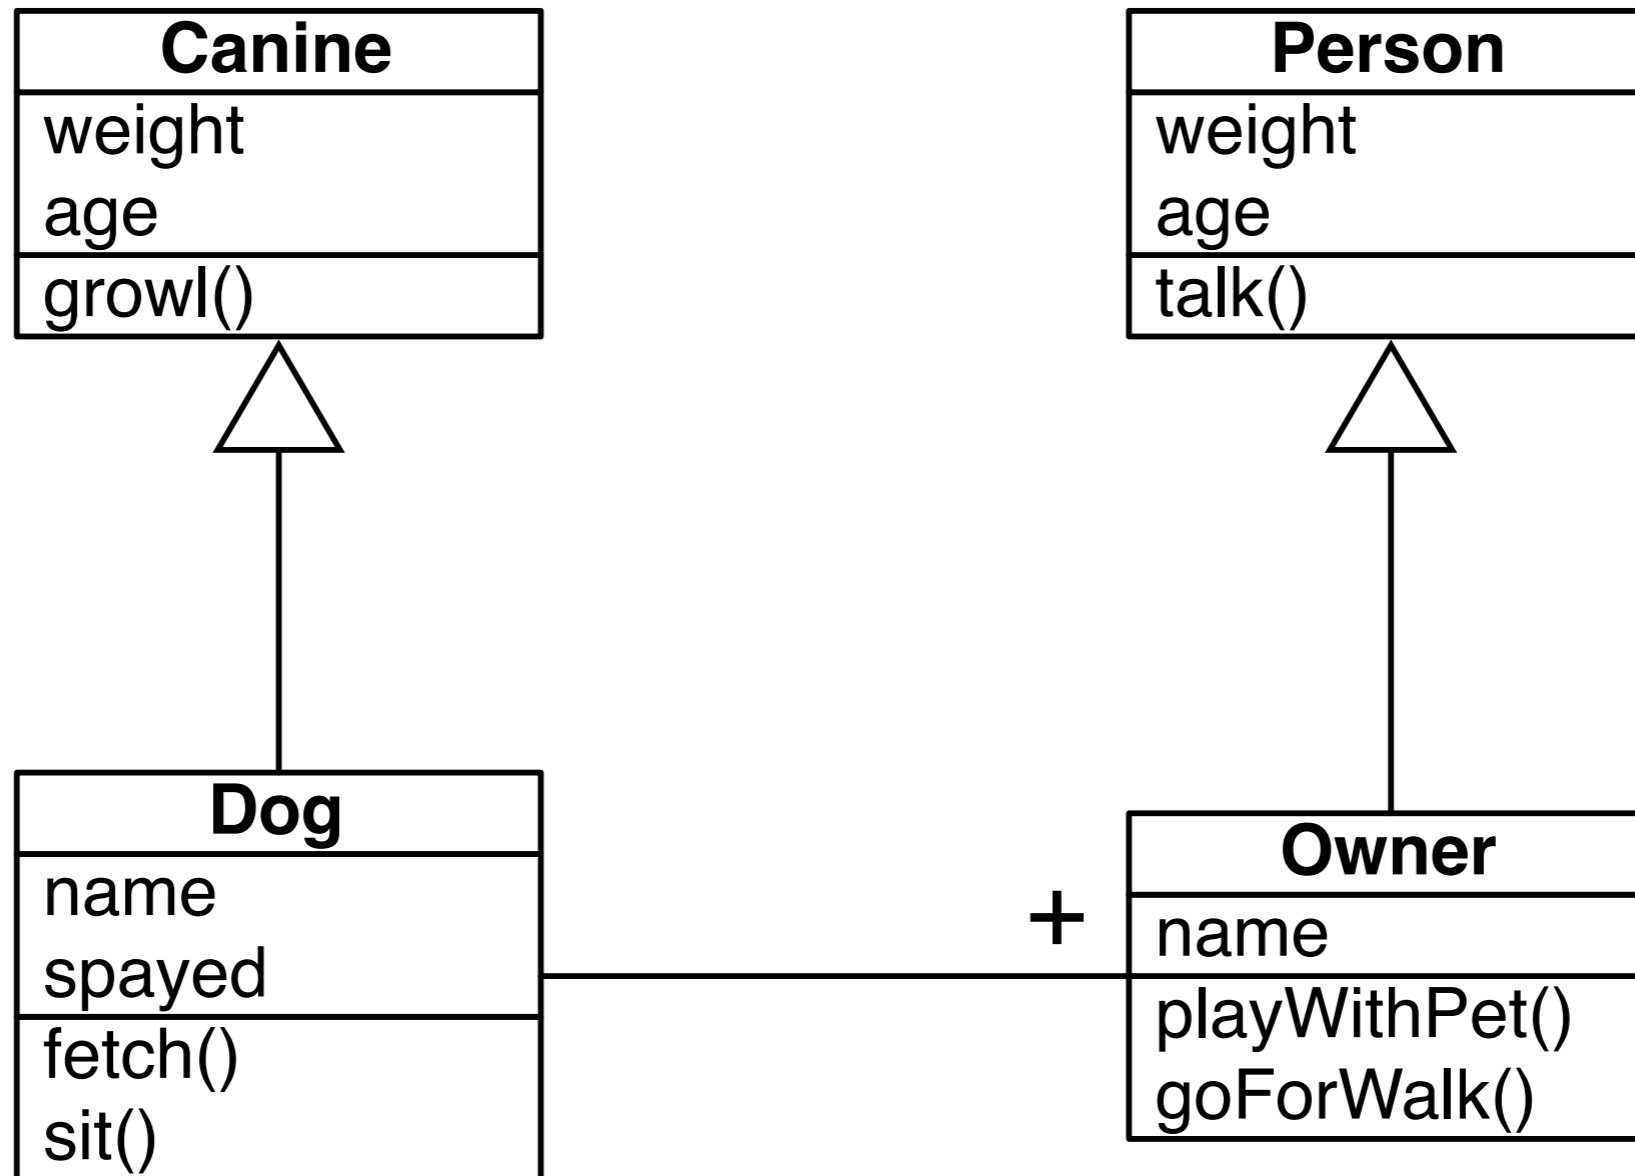 Canine
weight
age
growl()
Person
weight
age
talk()
Dog
name
spayed
fetch()
sit()
+
Owner
name
playWithPet()
goForWalk()